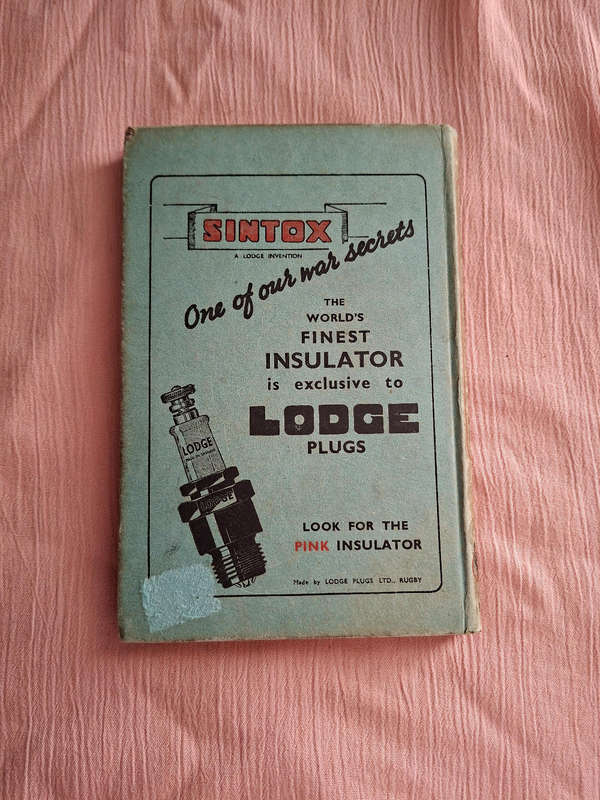 SINTOX
A LODGE INVENTION
One of our war secrets
THE
WORLD'S
FINEST
INSULATOR
is exclusive to
LODGE
PLUGS
LODGE
LODGE
LOOK FOR THE
PINK INSULATOR
Made by LODGE PLUGS LTD., RUGBY